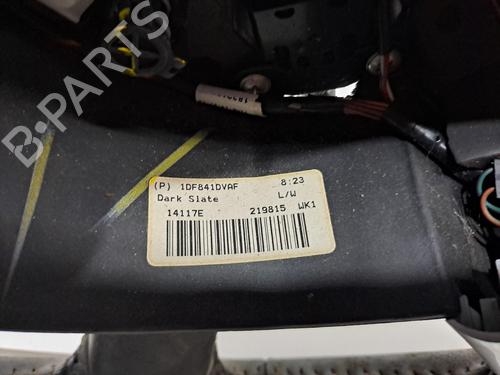 B-PARTS
(P) 1DF841DVAF 8:23
Dark Slate L/W
14117E 219815 WK1